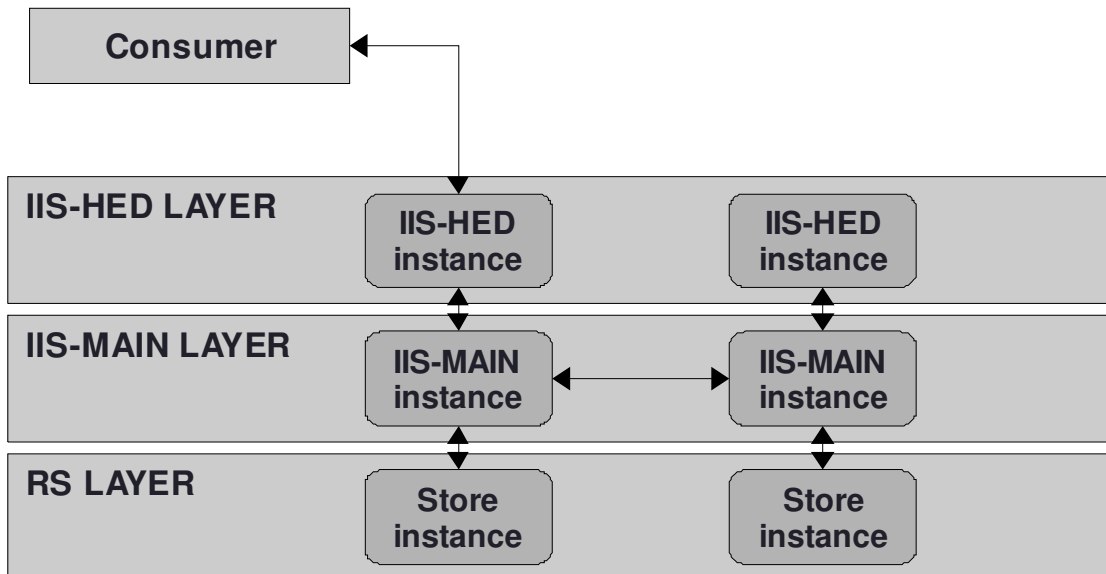 Consumer
IIS-HED LAYER
IIS-HED
instance
IIS-HED
instance
IIS-MAIN LAYER
IIS-MAIN
instance
IIS-MAIN
instance
RS LAYER
Store
instance
Store
instance